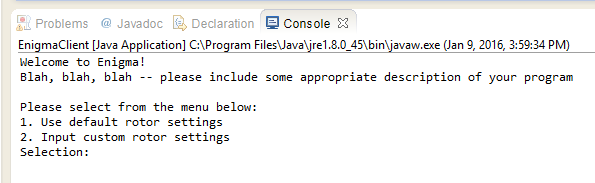 Problems @ Javadoc Declaration Console
EnigmaClient [Java Application] C:\Program Files\Java\jre1.8.0_45\bin\javaw.exe (Jan 9, 2016, 3:59:34 PM)
Welcome to Enigma!
Blah, blah, blah -- please include some appropriate description of your program
Please select from the menu below:
1. Use default rotor settings
2. Input custom rotor settings
Selection: